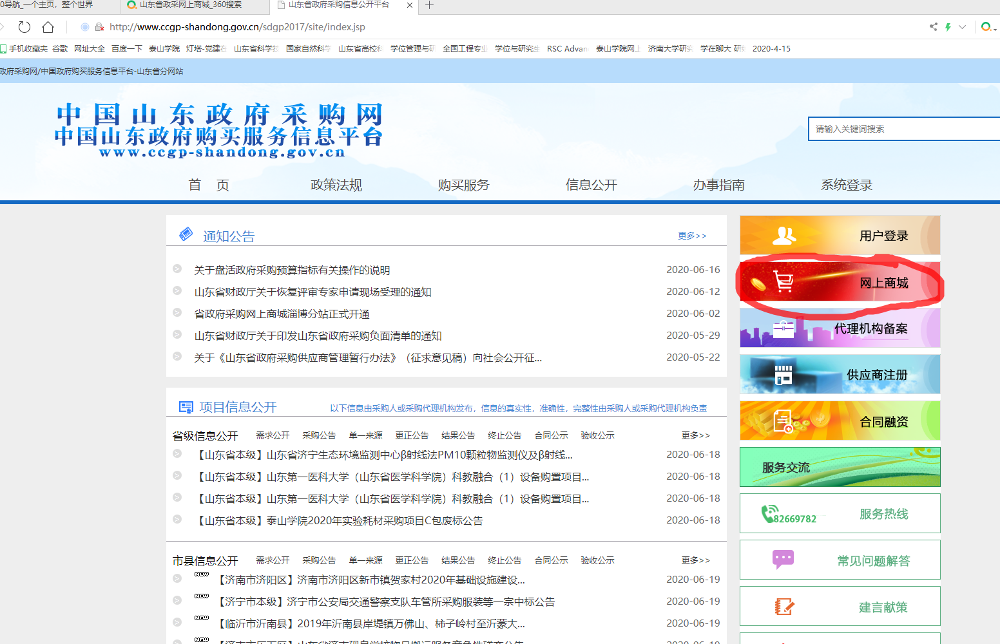 0导航_一个主页，整个世界
山东省政采网上商城_360搜索
山东省政府采购信息公开平台
http://www.ccgp-shandong.gov.cn/sdgp2017/site/index.jsp
手机收藏夹 谷歌 网址大全 百度一下 泰山学院 灯塔-党建在 山东省科学技 国家自然科学 山东省高校科 学位管理与研 全国工程专业 学位与研究生 RSC Advan 泰山学院网上 济南大学研究 学在聊大 研 2020-4-15
政府采购网/中国政府购买服务信息平台-山东省分网站
中国山东政府采购网
中国山东政府购买服务信息平台
www.ccgp-shandong.gov.cn
请输入关键词搜索
首 页 政策法规 购买服务 信息公开 办事指南 系统登录
通知公告 更多>>
关于盘活政府采购预算指标有关操作的说明 2020-06-16
山东省财政厅关于恢复评审专家申请现场受理的通知 2020-06-12
省政府采购网上商城淄博分站正式开通 2020-06-02
山东省财政厅关于印发山东省政府采购负面清单的通知 2020-05-29
关于《山东省政府采购供应商管理暂行办法》（征求意见稿）向社会公开征... 2020-05-22
项目信息公开 以下信息由采购人或采购代理机构发布，信息的真实性，准确性，完整性由采购人或采购代理机构负责
省级信息公开 需求公开 采购公告 单一来源 更正公告 结果公告 终止公告 合同公示 验收公示 更多>>
【山东省本级】山东省济宁生态环境监测中心β射线法PM10颗粒物监测仪及β射线... 2020-06-18
【山东省本级】山东第一医科大学（山东省医学科学院）科教融合（1）设备购置项目... 2020-06-18
【山东省本级】山东第一医科大学（山东省医学科学院）科教融合（1）设备购置项目... 2020-06-18
【山东省本级】泰山学院2020年实验耗材采购项目C包废标公告 2020-06-18
市县信息公开 需求公开 采购公告 单一来源 更正公告 结果公告 终止公告 合同公示 验收公示 更多>>
NEW 【济南市济阳区】济南市济阳区新市镇贺家村2020年基础设施建设... 2020-06-19
NEW 【济宁市本级】济宁市公安局交通警察支队车管所采购服装等一宗中标公告 2020-06-19
NEW 【临沂市沂南县】2019年沂南县岸堤镇万佛山、柿子岭村至沂蒙大... 2020-06-19
NEW
用户登录
网上商城
代理机构备案
供应商注册
合同融资
服务交流
82669782 服务热线
常见问题解答
建言献策